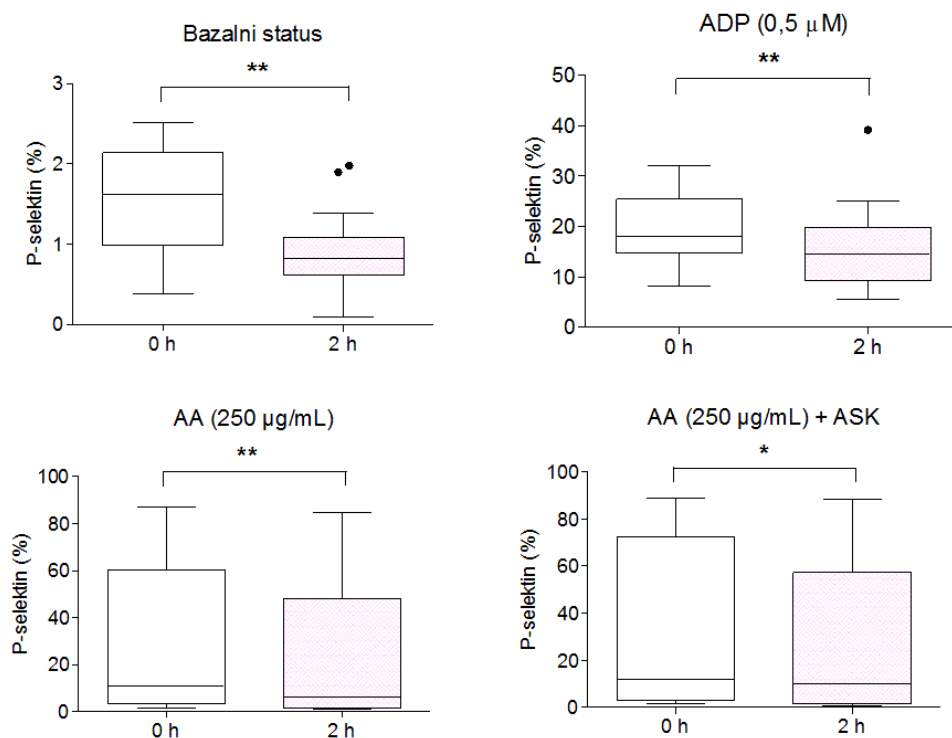 Bazalni status
**
3
2
1
0
P-selektin (%)
0 h
2 h
ADP (0,5 μM)
**
50
40
30
20
10
0
P-selektin (%)
0 h
2 h
AA (250 µg/mL)
**
100
80
60
40
20
0
P-selektin (%)
0 h
2 h
AA (250 µg/mL) + ASK
*
100
80
60
40
20
0
P-selektin (%)
0 h
2 h